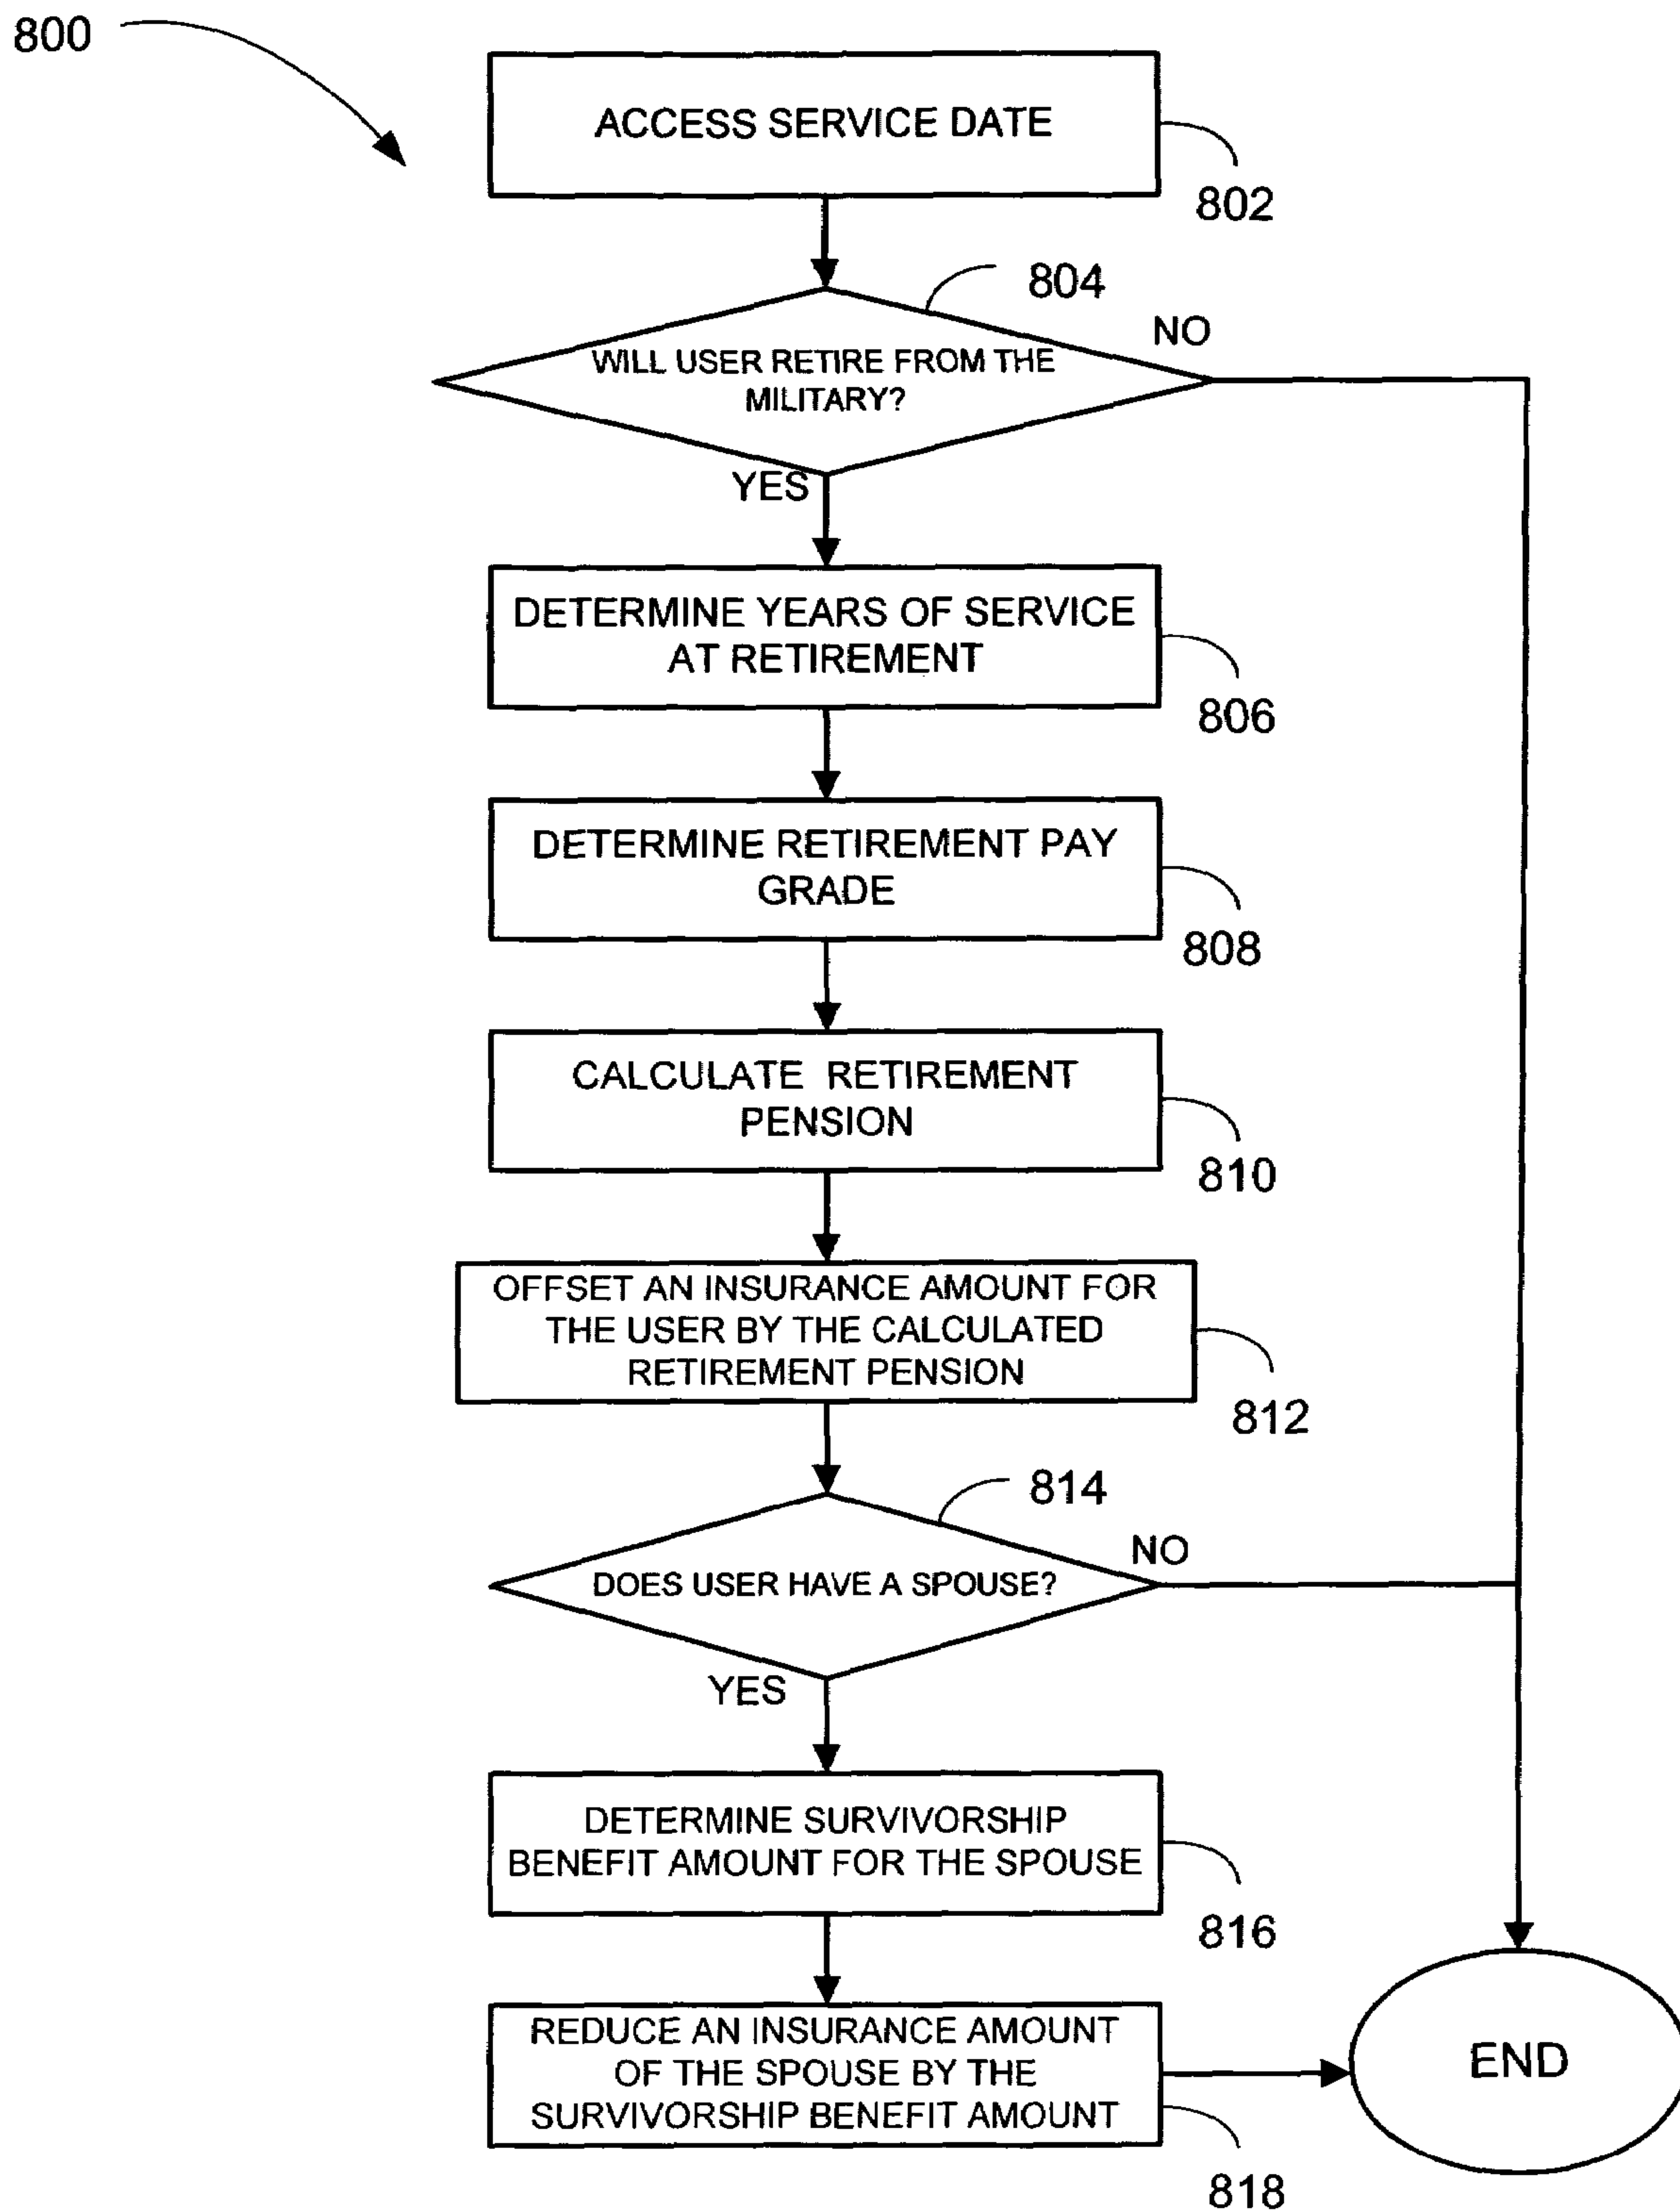 800
ACCESS SERVICE DATE
802
804
NO
WILL USER RETIRE FROM THE
MILITARY?
YES
DETERMINE YEARS OF SERVICE
AT RETIREMENT
806
DETERMINE RETIREMENT PAY
GRADE
808
CALCULATE RETIREMENT
PENSION
810
OFFSET AN INSURANCE AMOUNT FOR
THE USER BY THE CALCULATED
RETIREMENT PENSION
812
814
NO
DOES USER HAVE A SPOUSE?
YES
DETERMINE SURVIVORSHIP
BENEFIT AMOUNT FOR THE SPOUSE
816
REDUCE AN INSURANCE AMOUNT
OF THE SPOUSE BY THE
SURVIVORSHIP BENEFIT AMOUNT
818
END